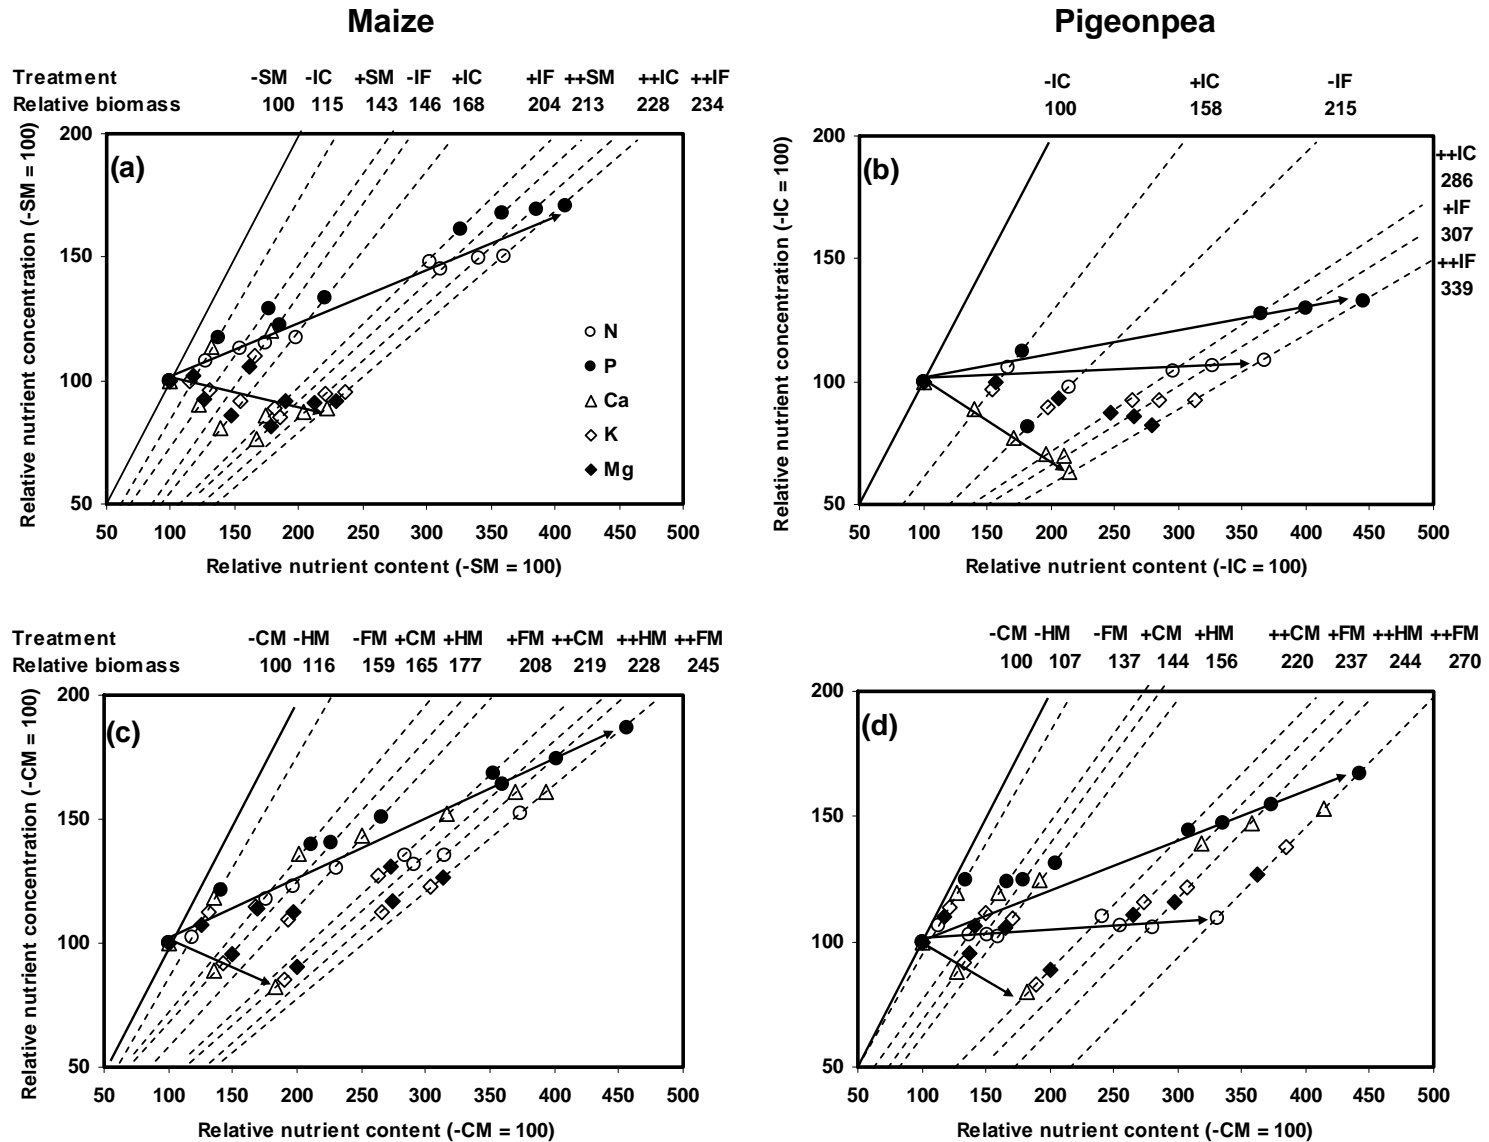 Maize
Pigeonpea
Treatment -SM -IC +SM -IF +IC +IF ++SM ++IC ++IF
Relative biomass 100 115 143 146 168 204 213 228 234
-IC +IC -IF
100 158 215
(a)
200
150
100
50
Relative nutrient concentration (-SM = 100)
N
P
Ca
K
Mg
50 100 150 200 250 300 350 400 450 500
Relative nutrient content (-SM = 100)
(b)
200
150
100
50
Relative nutrient concentration (-IC = 100)
++IC
286
+IF
307
++IF
339
50 100 150 200 250 300 350 400 450 500
Relative nutrient content (-IC = 100)
Treatment -CM -HM -FM +CM +HM +FM ++CM ++HM ++FM
Relative biomass 100 116 159 165 177 208 219 228 245
-CM -HM -FM +CM +HM ++CM +FM ++HM ++FM
100 107 137 144 156 220 237 244 270
(c)
200
150
100
50
Relative nutrient concentration (-CM = 100)
50 100 150 200 250 300 350 400 450 500
Relative nutrient content (-CM = 100)
(d)
200
150
100
50
50 100 150 200 250 300 350 400 450 500
Relative nutrient content (-CM = 100)